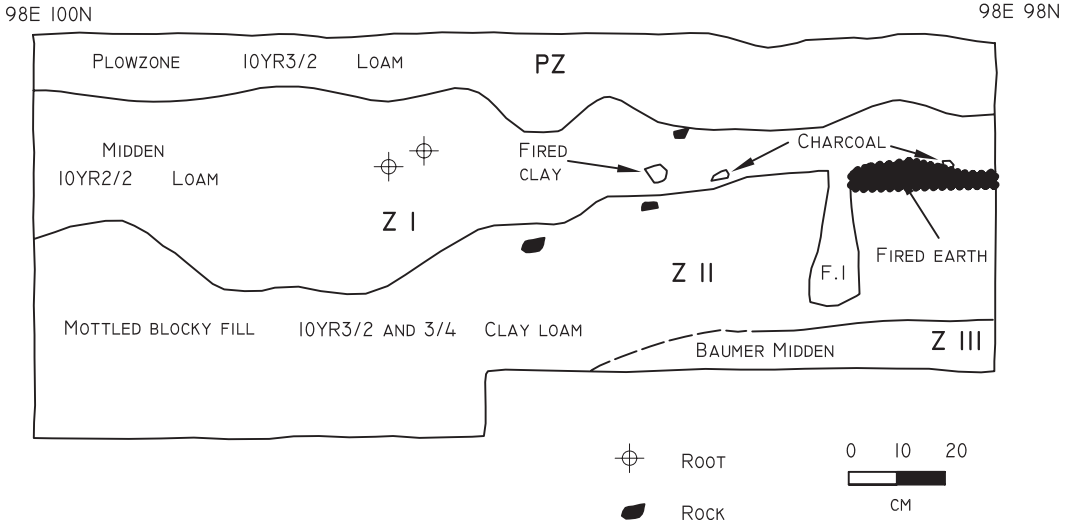 98E 100N
98E 98N
PLOWZONE 10YR3/2 LOAM
PZ
MIDDEN
10YR2/2 LOAM
Z I
FIRED
CLAY
CHARCOAL
FIRED EARTH
F.1
Z II
MOTTLED BLOCKY FILL 10YR3/2 AND 3/4 CLAY LOAM
BAUMER MIDDEN
Z III
ROOT
ROCK
0 10 20
CM